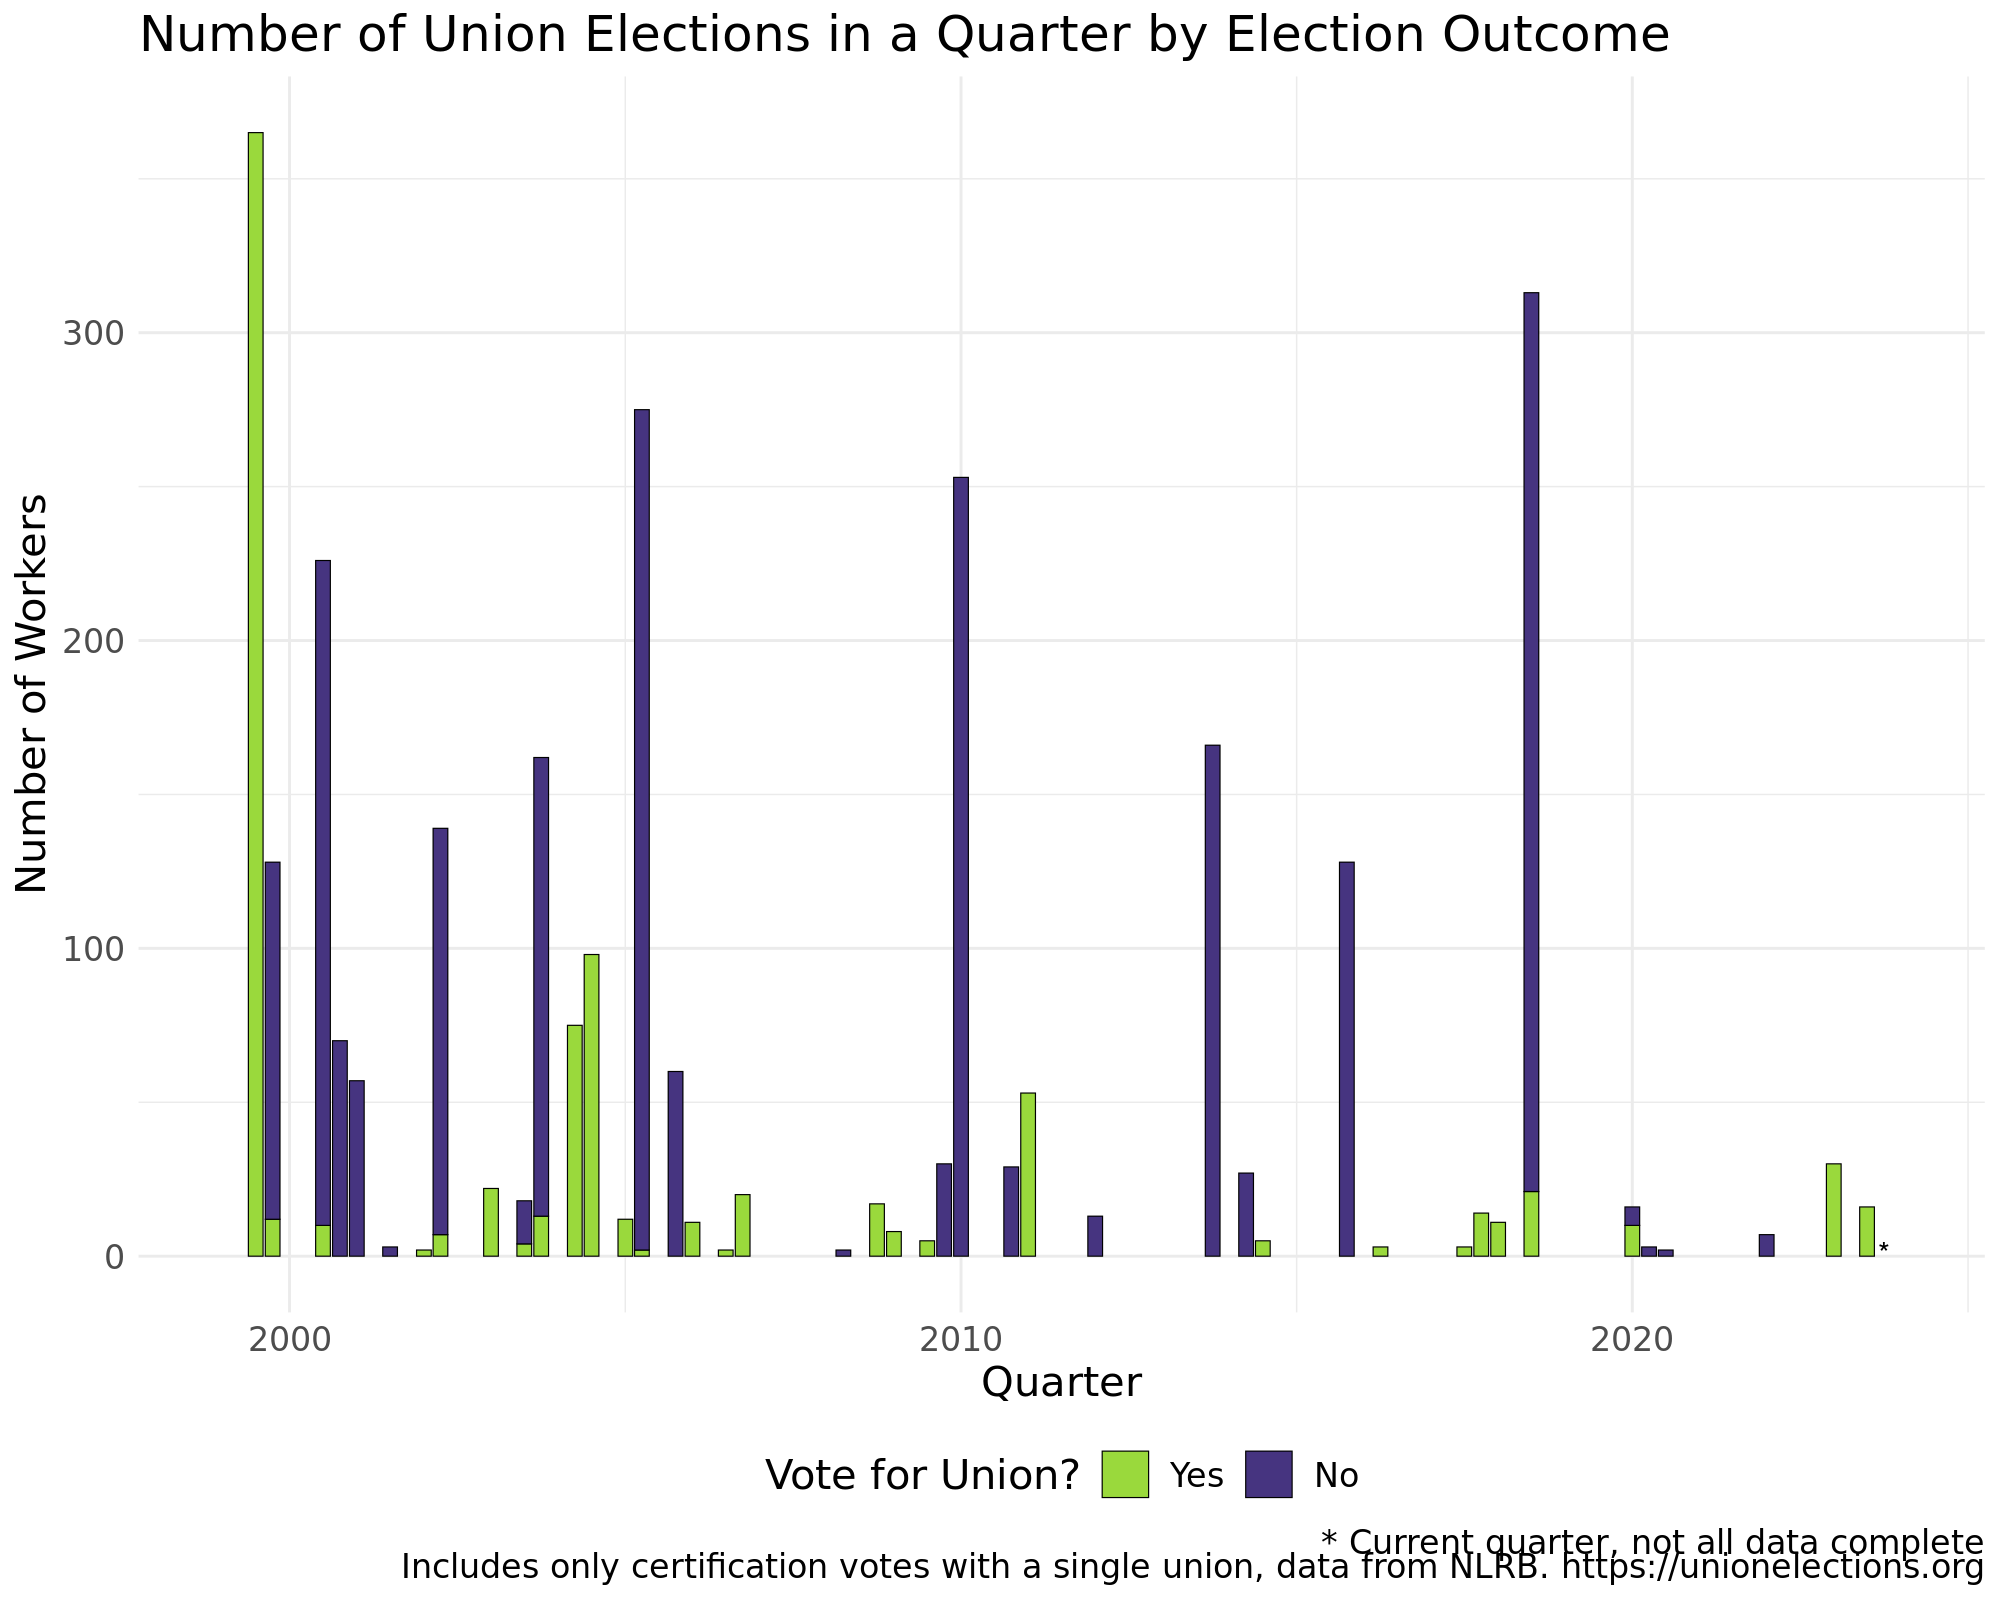 Number of Union Elections in a Quarter by Election Outcome
Number of Workers
300
200
100
0
*
2000 2010 2020
Quarter
Vote for Union? Yes No
* Current quarter, not all data complete
Includes only certification votes with a single union, data from NLRB. https://unionelections.org